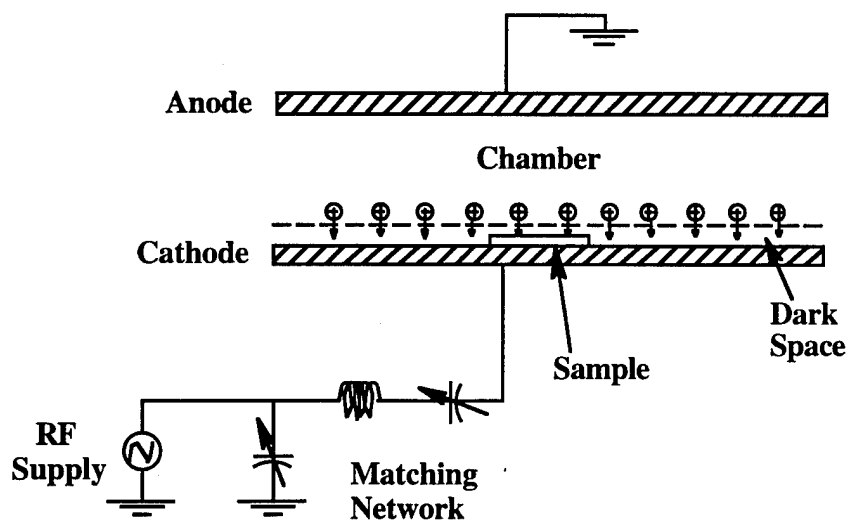 Anode
Chamber
Cathode
Dark
Space
Sample
RF
Supply
Matching
Network